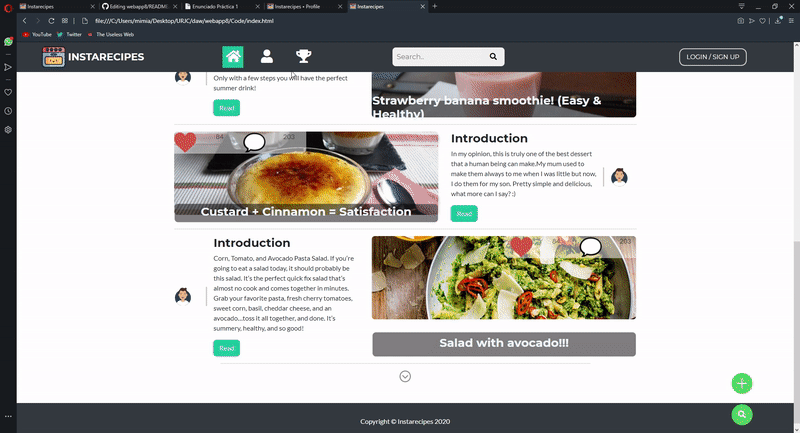 Instarecipes
Editing webapp8/README
Enunciado Práctica 1
Instarecipes • Profile
Instarecipes
file:///C:/Users/mimia/Desktop/URJC/daw/webapp8/Code/index.html
YouTube
Twitter
The Useless Web
INSTARECIPES
Search...
LOGIN / SIGN UP
Only with a few steps you will have the perfect
summer drink!
Read
Strawberry banana smoothie! (Easy &
Healthy)
84
203
Custard + Cinnamon = Satisfaction
Introduction
In my opinion, this is truly one of the best dessert
that a human being can make.My mum used to
make them always to me when I was little but now,
I do them for my son. Pretty simple and delicious,
what more can I say? :)
Read
Introduction
Corn, Tomato, and Avocado Pasta Salad. If you're
going to eat a salad today, it should probably be
this salad. It's the perfect quick fix salad that's
almost no cook and comes together in minutes.
Grab your favorite pasta, fresh cherry tomatoes,
sweet corn, basil, cheddar cheese, and an
avocado...toss it all together, and done. It's
summery, healthy, and so good!
Read
84
203
Salad with avocado!!!
Copyright © Instarecipes 2020